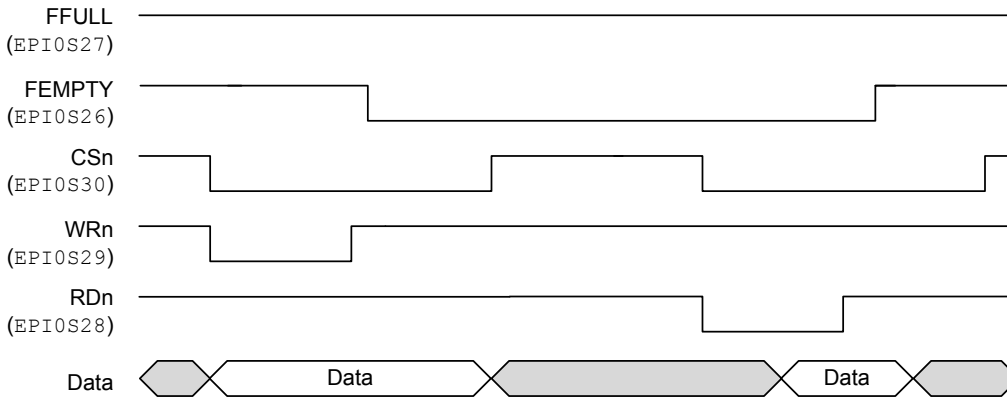 FFULL
(EPI0S27)
FEMPTY
(EPI0S26)
CSn
(EPI0S30)
WRn
(EPI0S29)
RDn
(EPI0S28)
Data Data Data